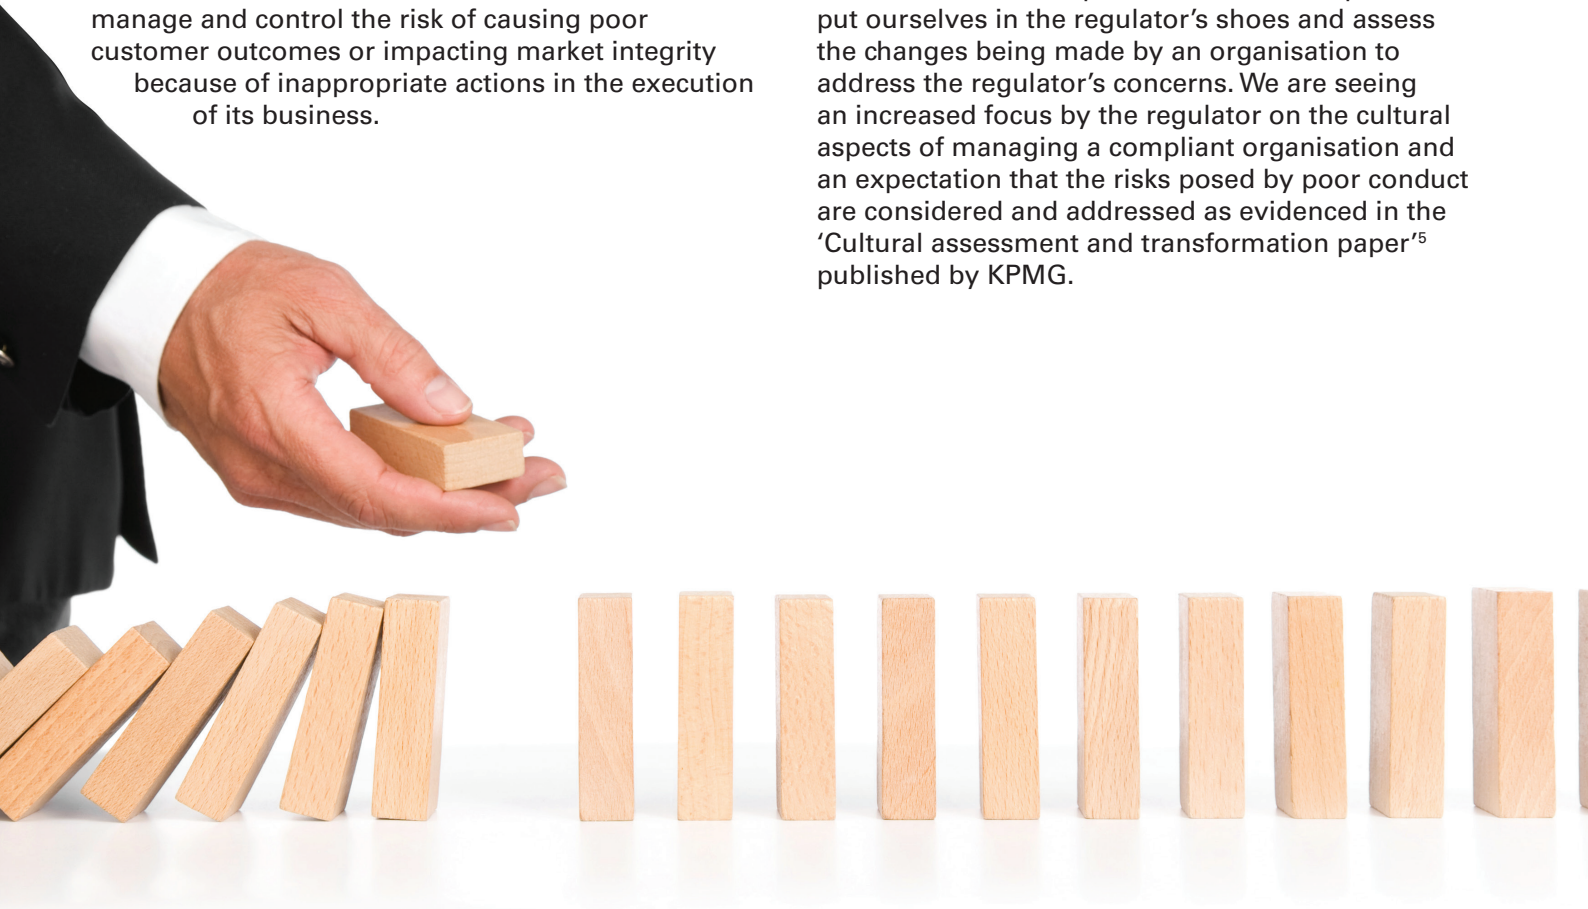 manage and control the risk of causing poor
customer outcomes or impacting market integrity
because of inappropriate actions in the execution
of its business.
put ourselves in the regulator’s shoes and assess
the changes being made by an organisation to
address the regulator’s concerns. We are seeing
an increased focus by the regulator on the cultural
aspects of managing a compliant organisation and
an expectation that the risks posed by poor conduct
are considered and addressed as evidenced in the
‘Cultural assessment and transformation paper’⁵
published by KPMG.